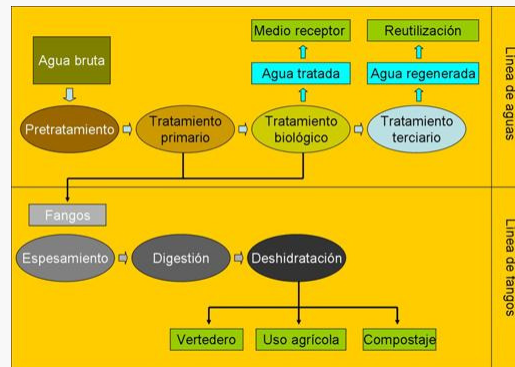 Agua bruta
Medio receptor
Reutilización
Agua tratada
Agua regenerada
Pretratamiento
Tratamiento
primario
Tratamiento
biológico
Tratamiento
terciario
Línea de aguas
Fangos
Espesamiento
Digestión
Deshidratación
Vertedero
Uso agrícola
Compostaje
Línea de fangos